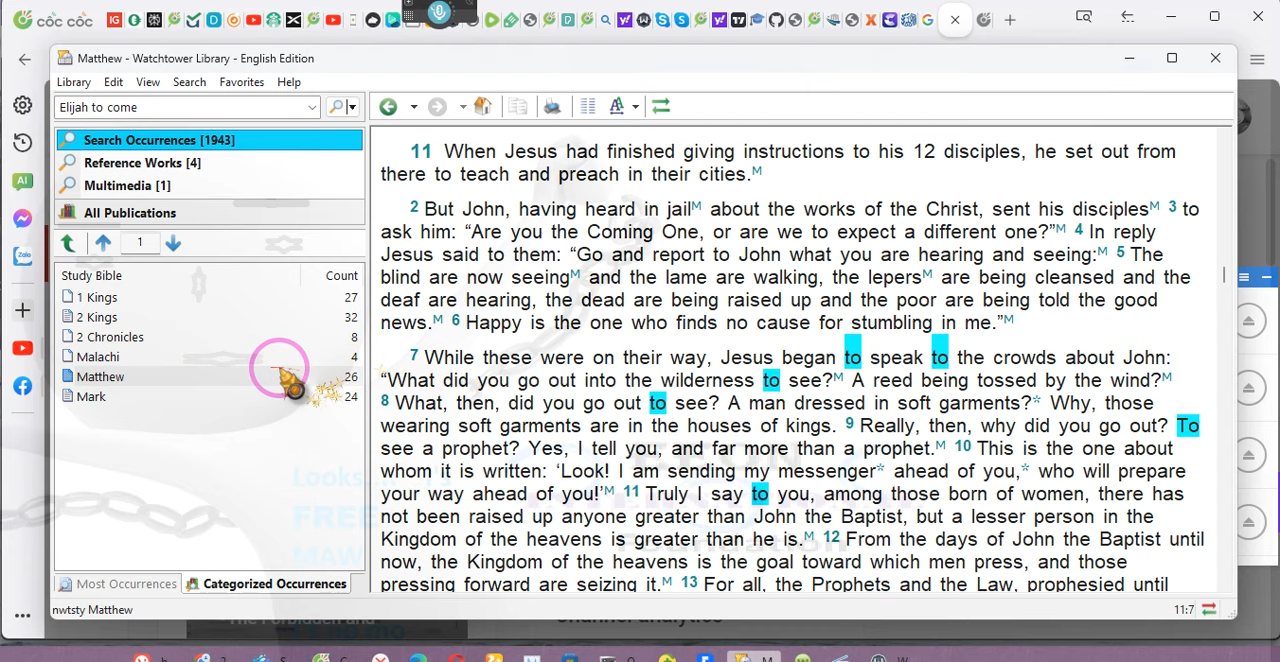 cốc cốc
Matthew - Watchtower Library - English Edition
Library Edit View Search Favorites Help
Elijah to come
Search Occurrences [1943]
Reference Works [4]
Multimedia [1]
All Publications
1
Study Bible Count
1 Kings 27
2 Kings 32
2 Chronicles 8
Malachi 4
Matthew 26
Mark 24
Most Occurrences Categorized Occurrences
nwtsty Matthew
11 When Jesus had finished giving instructions to his 12 disciples, he set out from
there to teach and preach in their cities.ᴹ
2 But John, having heard in jailᴹ about the works of the Christ, sent his disciplesᴹ 3 to
ask him: “Are you the Coming One, or are we to expect a different one?”ᴹ 4 In reply
Jesus said to them: “Go and report to John what you are hearing and seeing:ᴹ 5 The
blind are now seeingᴹ and the lame are walking, the lepersᴹ are being cleansed and the
deaf are hearing, the dead are being raised up and the poor are being told the good
news.ᴹ 6 Happy is the one who finds no cause for stumbling in me.”ᴹ
7 While these were on their way, Jesus began to speak to the crowds about John:
“What did you go out into the wilderness to see?ᴹ A reed being tossed by the wind?ᴹ
8 What, then, did you go out to see? A man dressed in soft garments?* Why, those
wearing soft garments are in the houses of kings. 9 Really, then, why did you go out? To
see a prophet? Yes, I tell you, and far more than a prophet.ᴹ 10 This is the one about
whom it is written: ‘Look! I am sending my messenger* ahead of you,* who will prepare
your way ahead of you!’ᴹ 11 Truly I say to you, among those born of women, there has
not been raised up anyone greater than John the Baptist, but a lesser person in the
Kingdom of the heavens is greater than he is.ᴹ 12 From the days of John the Baptist until
now, the Kingdom of the heavens is the goal toward which men press, and those
pressing forward are seizing it.ᴹ 13 For all, the Prophets and the Law, prophesied until
11:7
Looks
FREE
MAW
Foundation
AI
Zalo